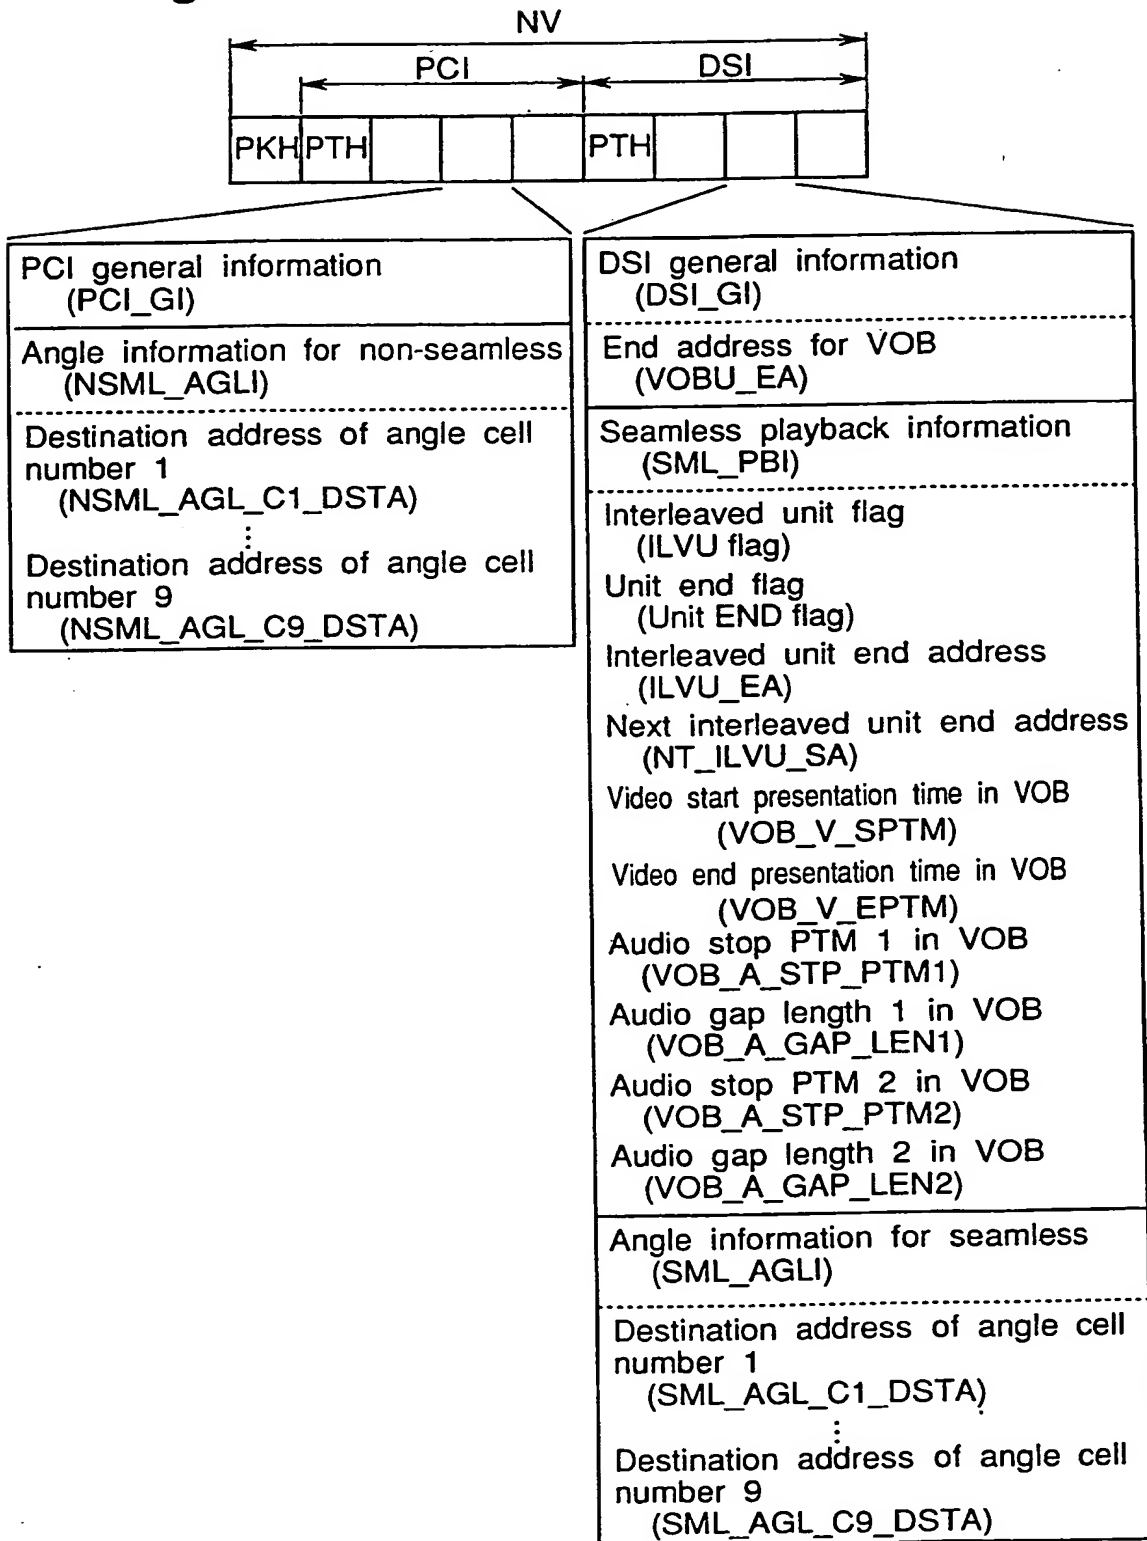 NV
PCI DSI
PKH PTH PTH
PCI general information
(PCI_GI)
Angle information for non-seamless
(NSML_AGLI)
Destination address of angle cell
number 1
(NSML_AGL_C1_DSTA)
⋮
Destination address of angle cell
number 9
(NSML_AGL_C9_DSTA)
DSI general information
(DSI_GI)
End address for VOB
(VOBU_EA)
Seamless playback information
(SML_PBI)
Interleaved unit flag
(ILVU flag)
Unit end flag
(Unit END flag)
Interleaved unit end address
(ILVU_EA)
Next interleaved unit end address
(NT_ILVU_SA)
Video start presentation time in VOB
(VOB_V_SPTM)
Video end presentation time in VOB
(VOB_V_EPTM)
Audio stop PTM 1 in VOB
(VOB_A_STP_PTM1)
Audio gap length 1 in VOB
(VOB_A_GAP_LEN1)
Audio stop PTM 2 in VOB
(VOB_A_STP_PTM2)
Audio gap length 2 in VOB
(VOB_A_GAP_LEN2)
Angle information for seamless
(SML_AGLI)
Destination address of angle cell
number 1
(SML_AGL_C1_DSTA)
⋮
Destination address of angle cell
number 9
(SML_AGL_C9_DSTA)